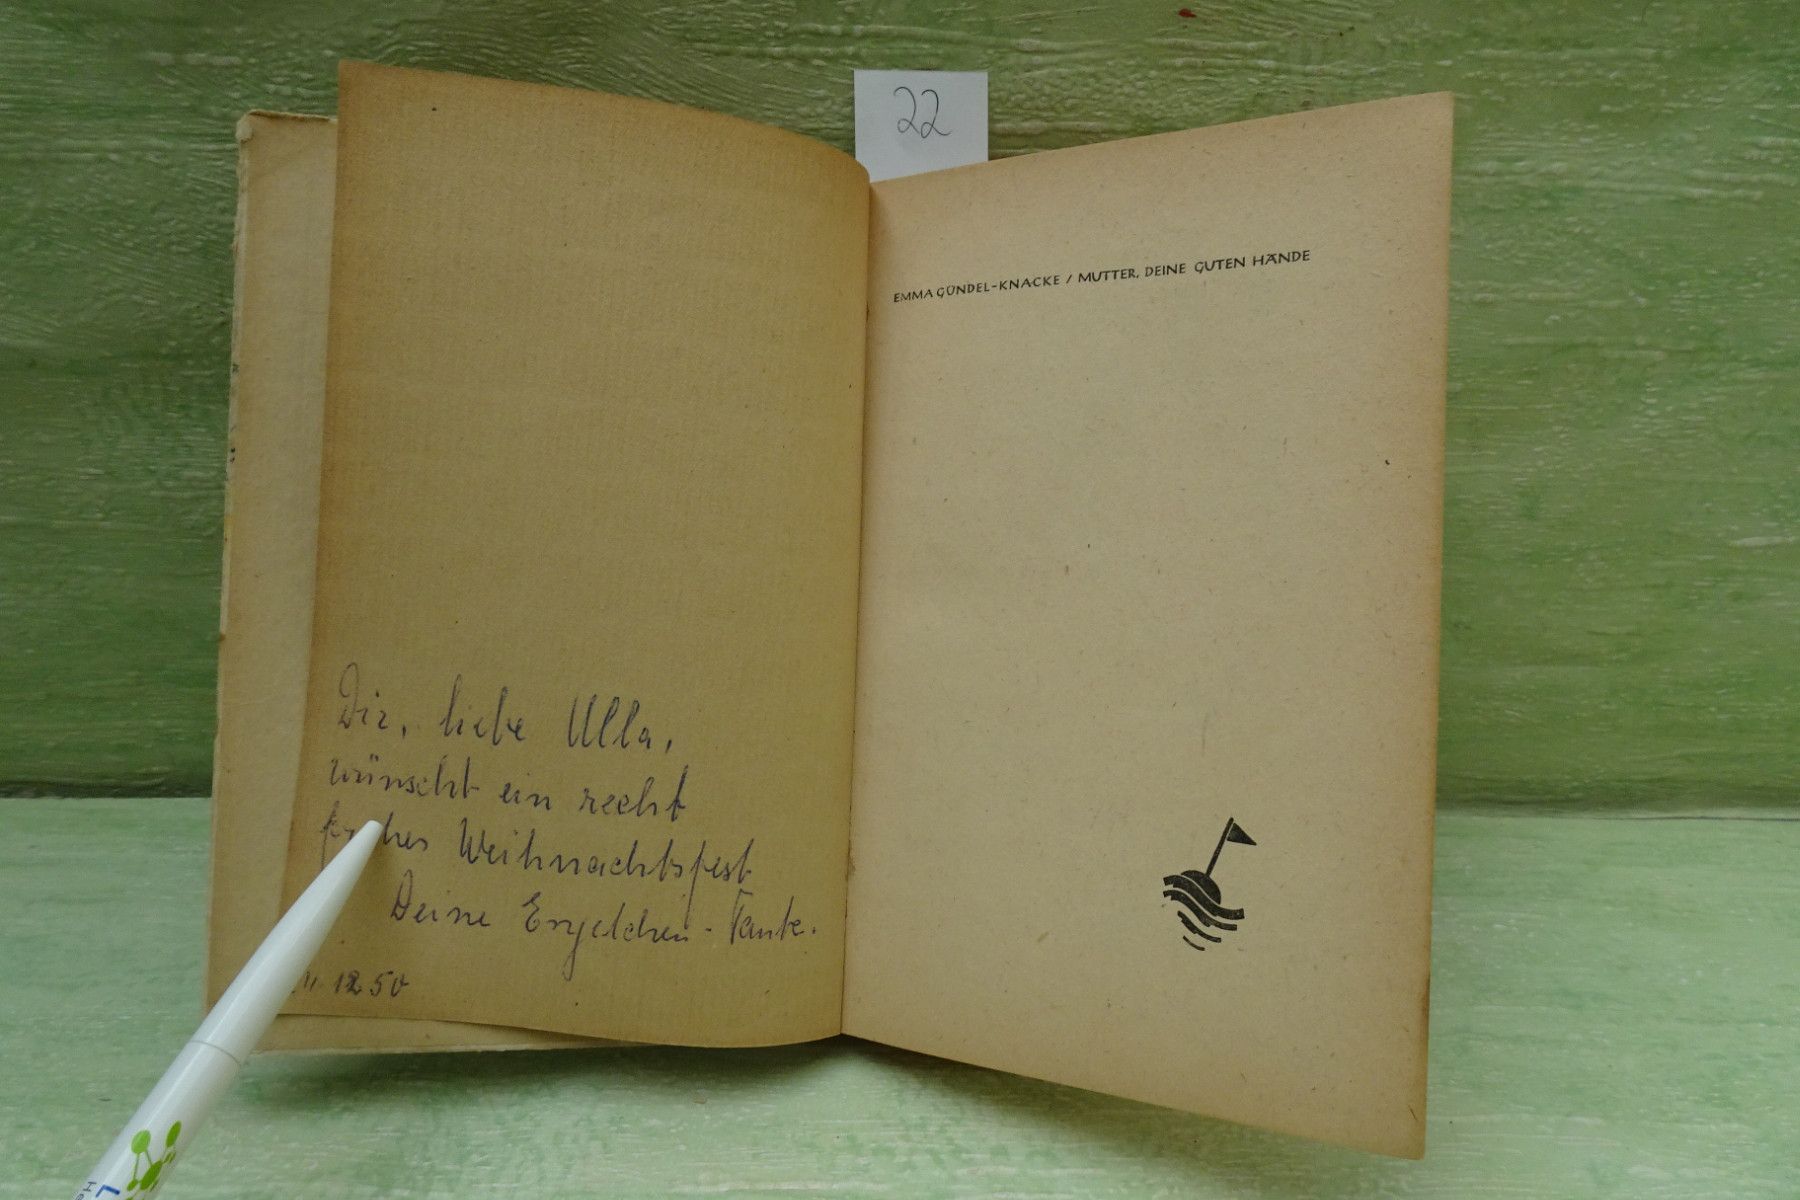 22
EMMA GÜNDEL-KNACKE / MUTTER, DEINE GUTEN HÄNDE
Dir, liebe Ulla,
wünscht ein recht
Weihnachtsfest
Deine Engelchen-Tante.
12 50
L
He